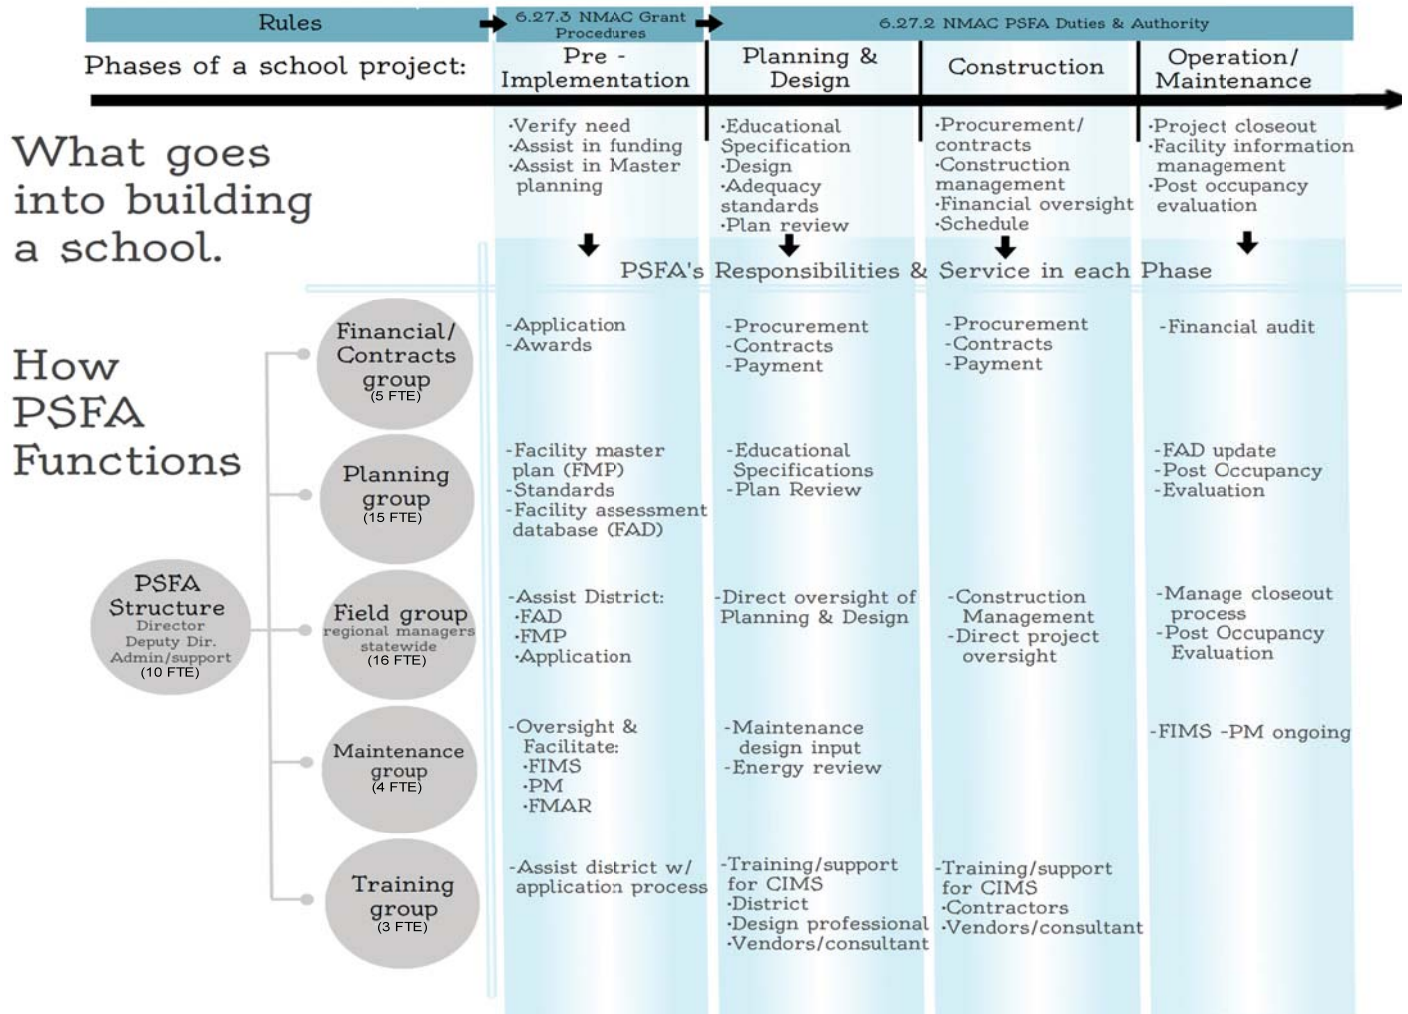 Rules
6.27.3 NMAC Grant
Procedures
6.27.2 NMAC PSFA Duties & Authority
Phases of a school project:
Pre -
Implementation
Planning &
Design
Construction
Operation/
Maintenance
What goes
into building
a school.
·Verify need
·Assist in funding
·Assist in Master
planning
·Educational
Specification
·Design
·Adequacy
standards
·Plan review
·Procurement/
contracts
·Construction
management
·Financial oversight
·Schedule
·Project closeout
·Facility information
management
·Post occupancy
evaluation
PSFA's Responsibilities & Service in each Phase
How
PSFA
Functions
PSFA
Structure
Director
Deputy Dir.
Admin/support
(10 FTE)
Financial/
Contracts
group
(5 FTE)
-Application
-Awards
-Procurement
-Contracts
-Payment
-Procurement
-Contracts
-Payment
-Financial audit
Planning
group
(15 FTE)
-Facility master
plan (FMP)
-Standards
-Facility assessment
database (FAD)
-Educational
Specifications
-Plan Review
-FAD update
-Post Occupancy
-Evaluation
Field group
regional managers
statewide
(16 FTE)
-Assist District:
·FAD
·FMP
·Application
-Direct oversight of
Planning & Design
-Construction
Management
-Direct project
oversight
-Manage closeout
process
-Post Occupancy
Evaluation
Maintenance
group
(4 FTE)
-Oversight &
Facilitate:
·FIMS
·PM
·FMAR
-Maintenance
design input
-Energy review
-FIMS -PM ongoing
Training
group
(3 FTE)
-Assist district w/
application process
-Training/support
for CIMS
·District
·Design professional
·Vendors/consultant
-Training/support
for CIMS
·Contractors
·Vendors/consultant